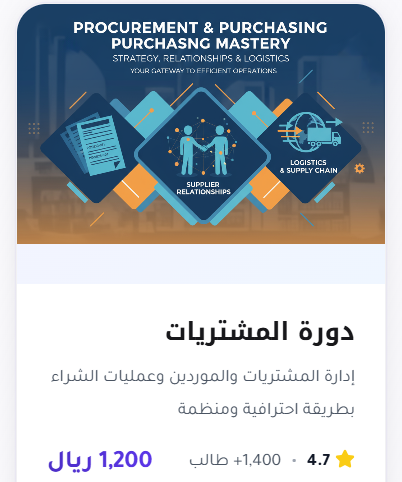 PROCUREMENT & PURCHASING
PURCHASNG MASTERY
STRATEGY, RELATIONSHIPS & LOGISTICS
YOUR GATEWAY TO EFFICIENT OPERATIONS
SUPPLIER
RELATIONSHIPS
LOGISTICS
& SUPPLY CHAIN
دورة المشتريات
إدارة المشتريات والموردين وعمليات الشراء
بطريقة احترافية ومنظمة
4.7 • 1,400+ طالب
1,200 ريال